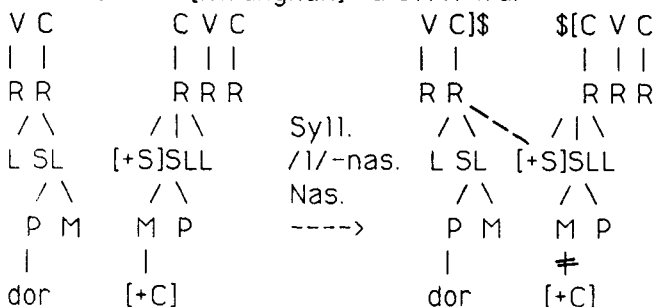 V C C V C V C]$ $[C V C
R R R R R R R R R R
Syll.
L SL [+S]SLL /l/-nas. L SL [+S]SLL
Nas.
P M M P ----> P M M P
dor [+C] dor [+C]